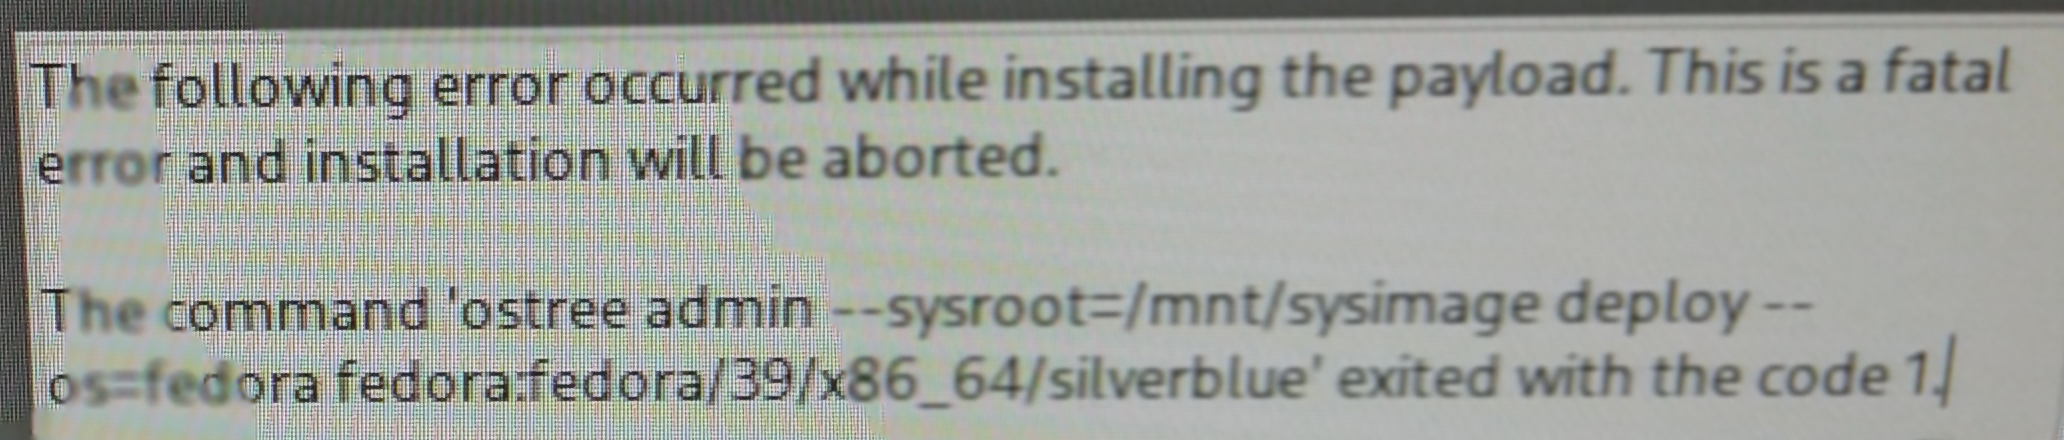 The following error occurred while installing the payload. This is a fatal
error and installation will be aborted.
The command 'ostree admin --sysroot=/mnt/sysimage deploy --
os=fedora fedora:fedora/39/x86_64/silverblue' exited with the code 1.